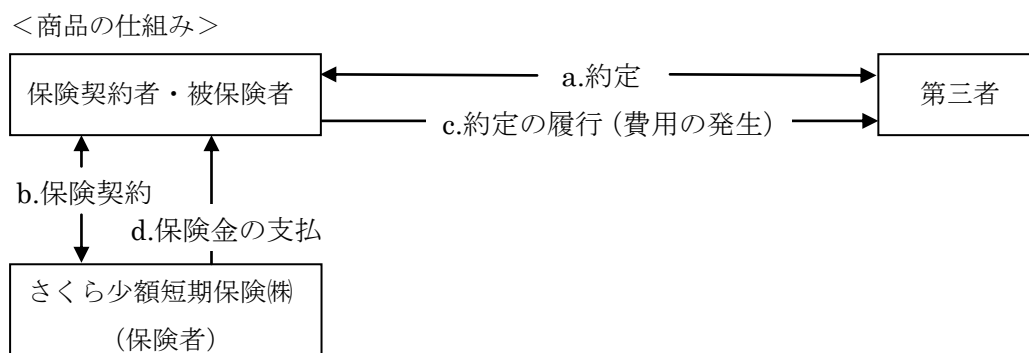 ＜商品の仕組み＞
保険契約者・被保険者
a.約定
第三者
c.約定の履行（費用の発生）
b.保険契約
d.保険金の支払
さくら少額短期保険㈱
（保険者）